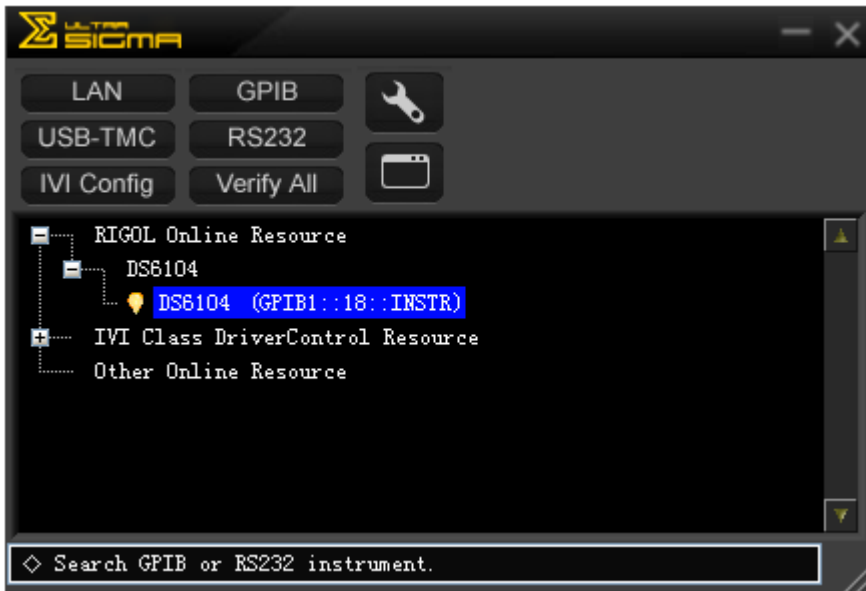 ULTRA
SIGMA
LAN GPIB
USB-TMC RS232
IVI Config Verify All
RIGOL Online Resource
DS6104
DS6104 (GPIB1::18::INSTR)
IVI Class DriverControl Resource
Other Online Resource
◇ Search GPIB or RS232 instrument.